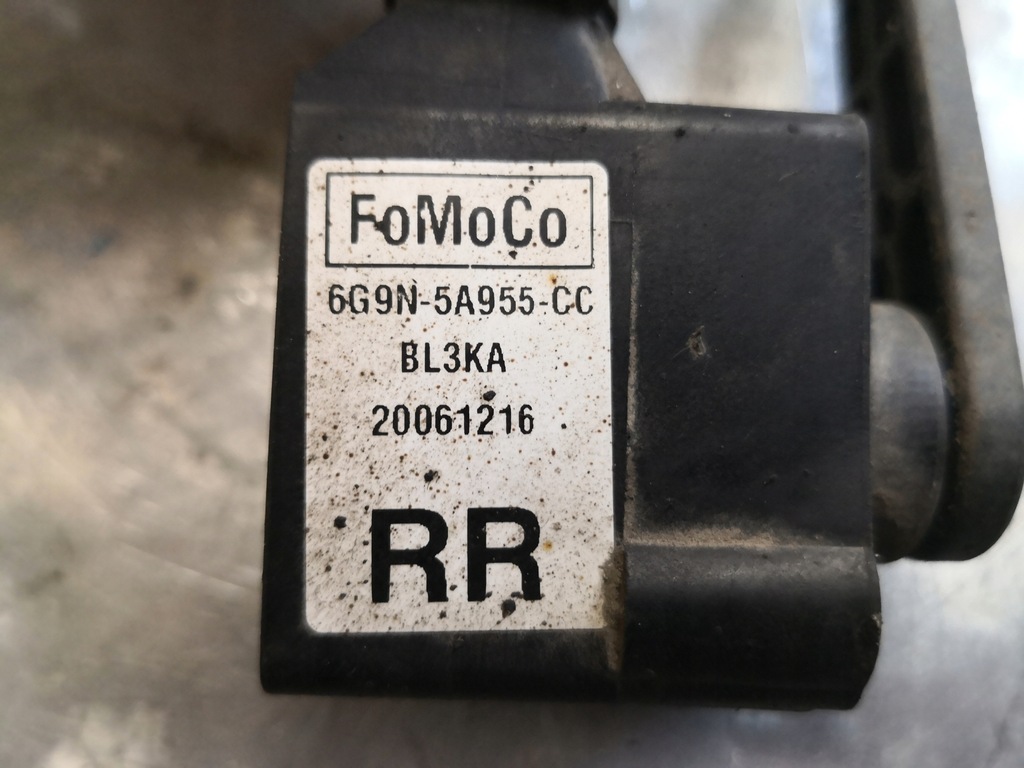 FoMoCo
6G9N-5A955-CC
BL3KA
20061216
RR